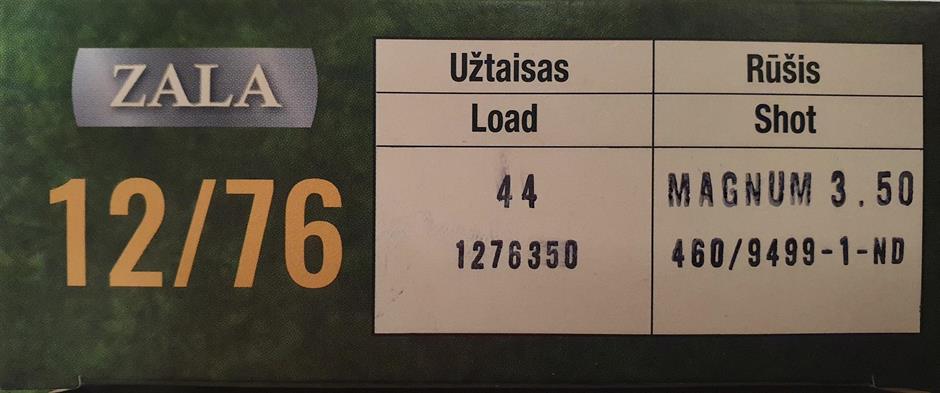 ZALA
12/76
Užtaisas Rūšis
Load Shot
44 MAGNUM 3.50
1276350 460/9499-1-ND